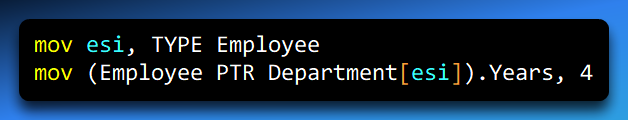 mov esi, TYPE Employee
mov (Employee PTR Department[esi]).Years, 4